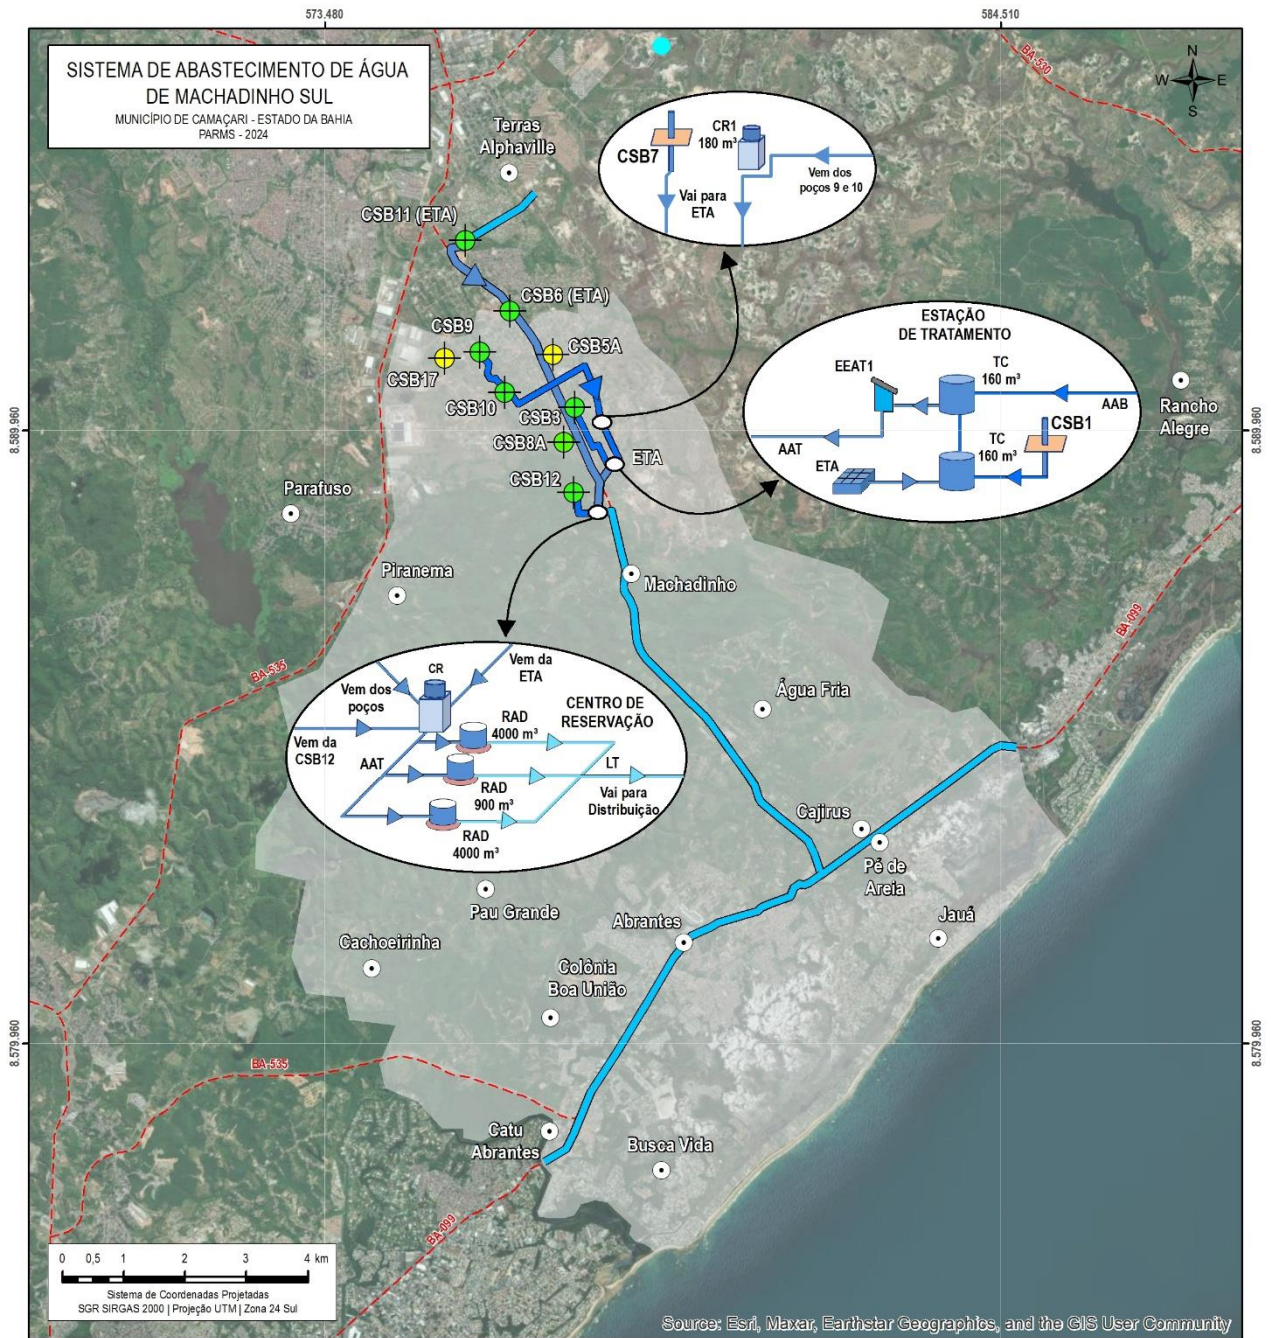 573.480
584.510
SISTEMA DE ABASTECIMENTO DE ÁGUA
DE MACHADINHO SUL
MUNICÍPIO DE CAMAÇARI - ESTADO DA BAHIA
PARMS - 2024
BA-530
N
W
E
S
Terras
Alphaville
CSB7
CR1
180 m³
Vem dos
poços 9 e 10
Vai para
ETA
CSB11 (ETA)
CSB6 (ETA)
CSB9
CSB5A
CSB17
CSB10
CSB3
CSB8A
ETA
CSB12
ESTAÇÃO
DE TRATAMENTO
EEAT1
TC
160 m³
AAB
CSB1
AAT
TC
160 m³
ETA
Rancho
Alegre
8.589.960
8.589.960
Parafuso
Piranema
Machadinho
BA-099
BA-535
CR
Vem da
ETA
Vem dos
poços
CENTRO DE
RESERVAÇÃO
RAD
4000 m³
Vem da
CSB12
AAT
LT
RAD
900 m³
Vai para
Distribuição
RAD
4000 m³
Água Fria
Cajirus
Pé de
Areia
Pau Grande
Abrantes
Jauá
Cachoeirinha
Colônia
Boa União
8.579.960
8.579.960
BA-535
Catu
Abrantes
Busca Vida
BA-099
0 0,5 1 2 3 4 km
Sistema de Coordenadas Projetadas
SGR SIRGAS 2000 | Projeção UTM | Zona 24 Sul
Source: Esri, Maxar, Earthstar Geographics, and the GIS User Community